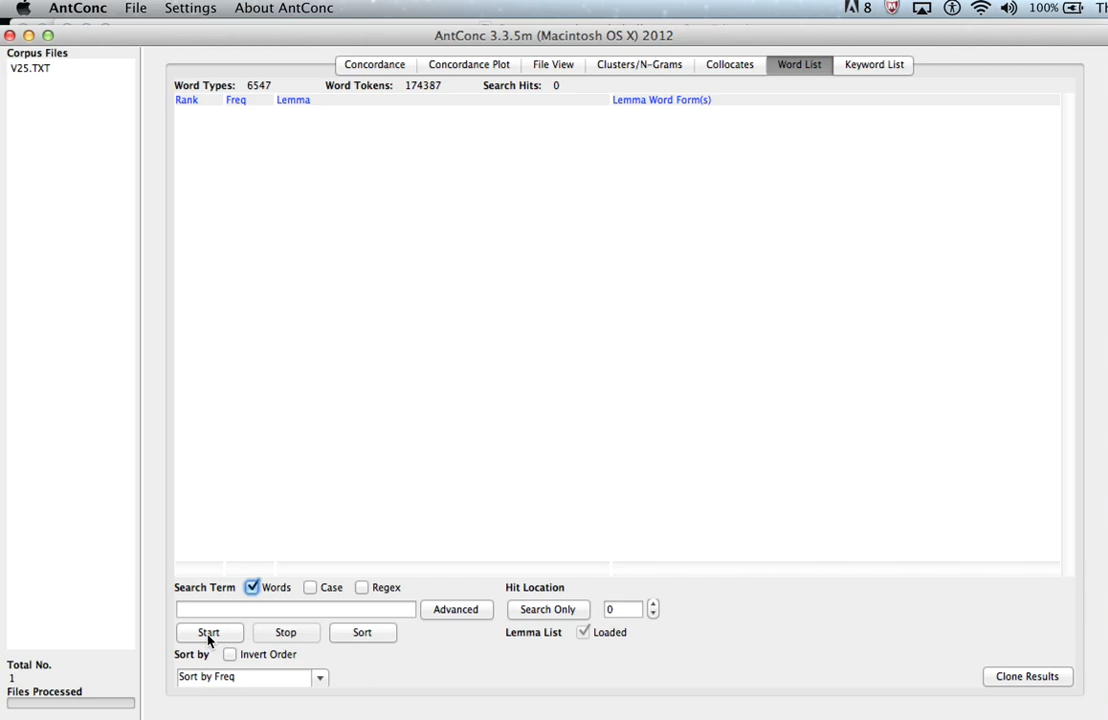 AntConc File Settings About AntConc 8 100%
AntConc 3.3.5m (Macintosh OS X) 2012
Corpus Files
V25.TXT
Concordance Concordance Plot File View Clusters/N-Grams Collocates Word List Keyword List
Word Types: 6547 Word Tokens: 174387 Search Hits: 0
Rank Freq Lemma Lemma Word Form(s)
Search Term Words Case Regex Hit Location
Advanced Search Only 0
Start Stop Sort Lemma List Loaded
Sort by Invert Order
Sort by Freq Clone Results
Total No.
1
Files Processed